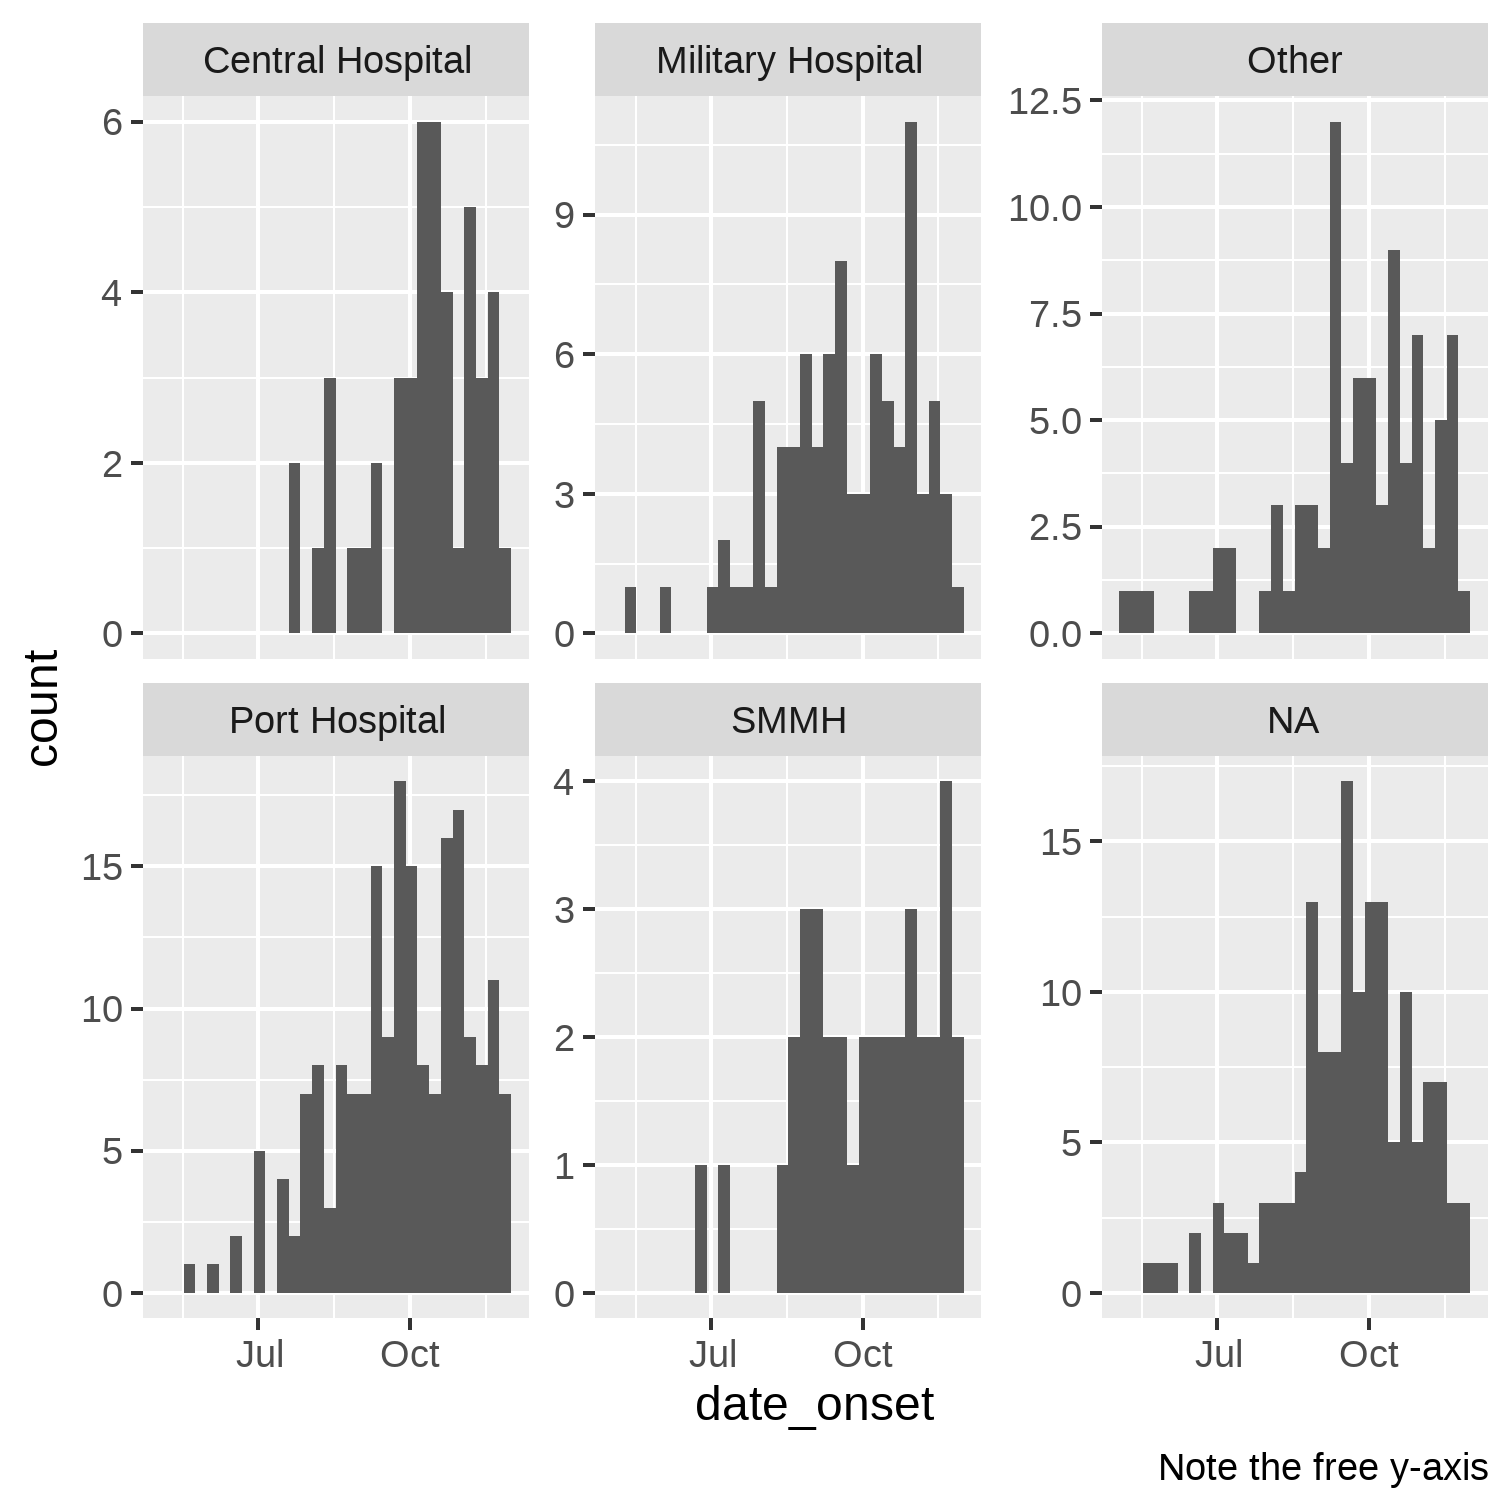 Central Hospital
Military Hospital
Other
6
4
2
0
9
6
3
0
12.5
10.0
7.5
5.0
2.5
0.0
count
Port Hospital
SMMH
NA
15
10
5
0
4
3
2
1
0
15
10
5
0
Jul Oct
Jul Oct
Jul Oct
date_onset
Note the free y-axis